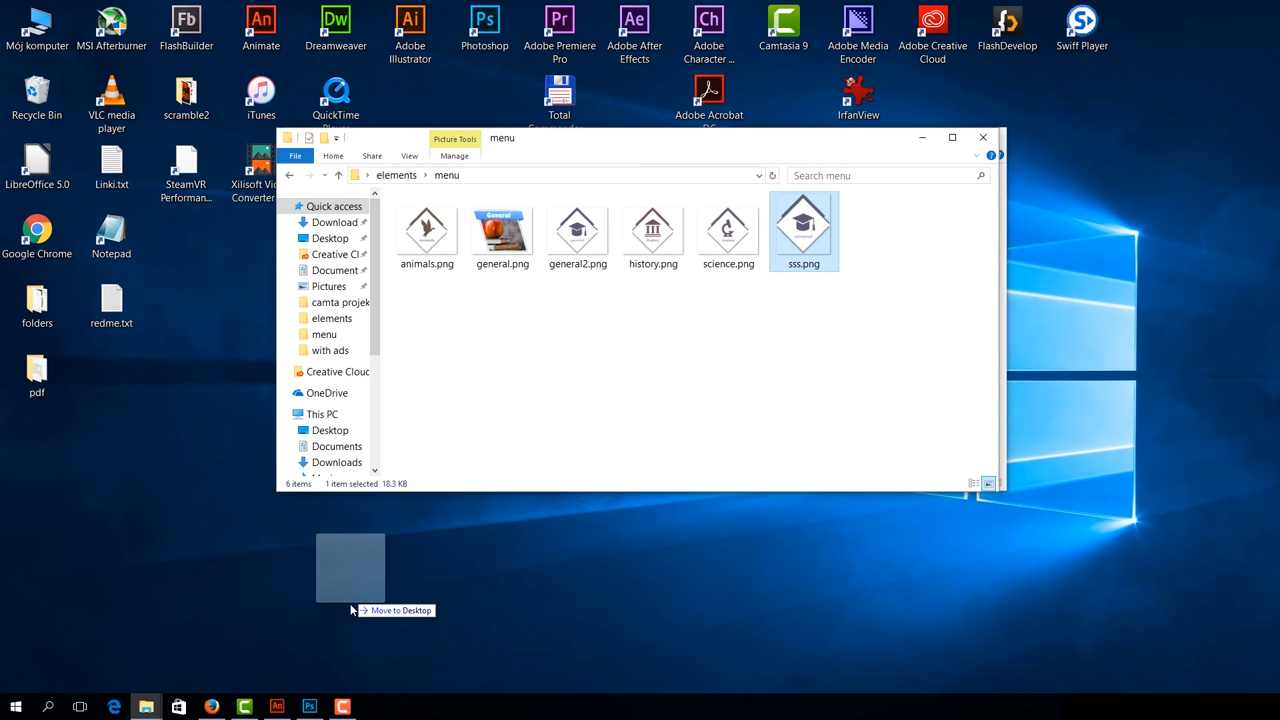 Mój komputer
MSI Afterburner
FlashBuilder
Animate
Dreamweaver
Adobe
Illustrator
Photoshop
Adobe Premiere
Pro
Adobe After
Effects
Adobe
Character ...
Camtasia 9
Adobe Media
Encoder
Adobe Creative
Cloud
FlashDevelop
Swiff Player
Recycle Bin
VLC media
player
scramble2
iTunes
QuickTime
Total
Adobe Acrobat
IrfanView
LibreOffice 5.0
Linki.txt
SteamVR
Performan...
Xilisoft Vi
Converter
Google Chrome
Notepad
folders
redme.txt
pdf
Picture Tools
menu
File
Home
Share
View
Manage
elements
menu
Search menu
Quick access
Download
Desktop
Creative Cl
Document
Pictures
camta projek
elements
menu
with ads
Creative Cloud
OneDrive
This PC
Desktop
Documents
Downloads
animals.png
General
general.png
general2.png
history.png
science.png
sss.png
6 items
1 item selected 18.3 KB
Move to Desktop